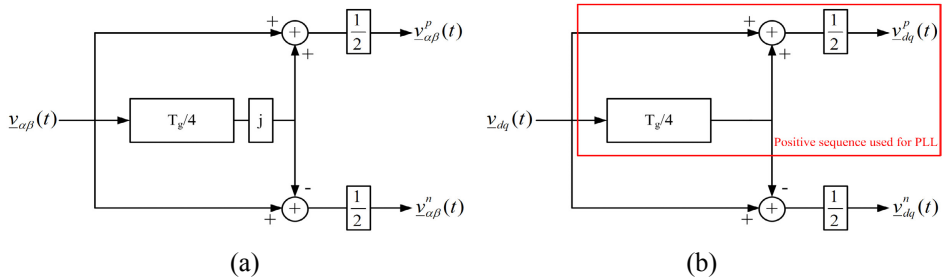 +
+
1/2
v^p_αβ(t)
v_αβ(t)
T_g/4
j
-
+
+
1/2
v^n_αβ(t)
(a)
+
+
1/2
v^p_dq(t)
v_dq(t)
T_g/4
Positive sequence used for PLL
-
+
+
1/2
v^n_dq(t)
(b)